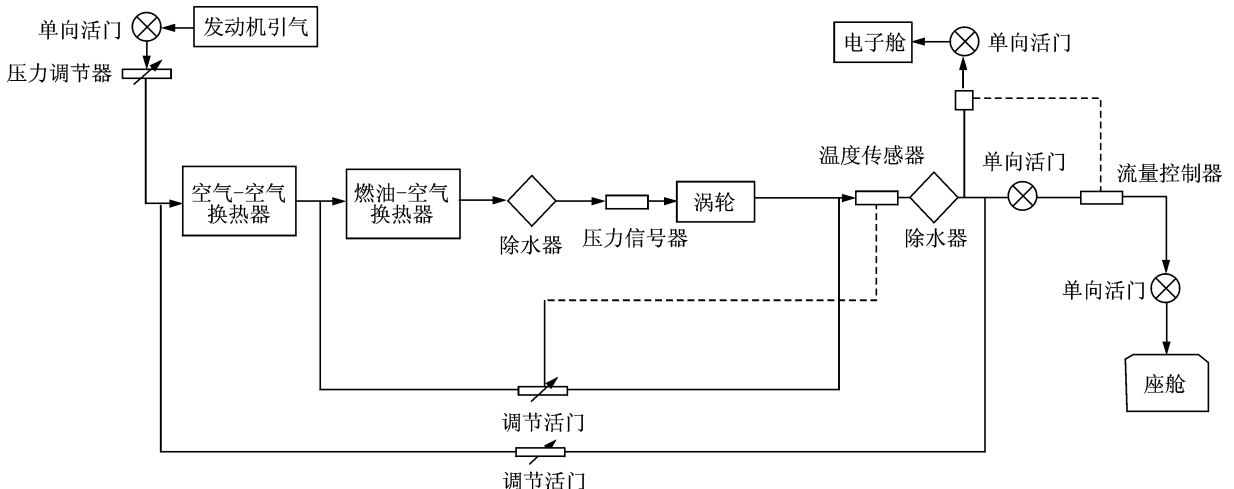 单向活门
发动机引气
电子舱
单向活门
压力调节器
温度传感器
单向活门
流量控制器
空气-空气
换热器
燃油-空气
换热器
涡轮
除水器
压力信号器
除水器
单向活门
座舱
调节活门
调节活门